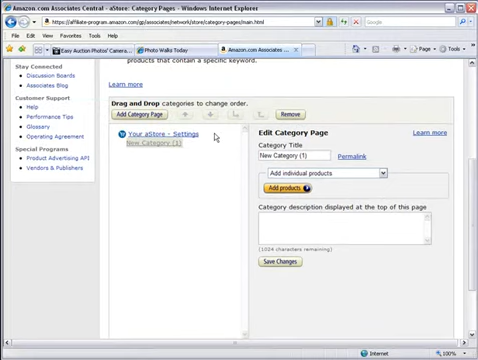 Amazon.com Associates Central - aStore: Category Pages - Windows Internet Explorer
https://affiliate-program.amazon.com/gp/associates/network/store/category-pages/main.html
File Edit View Favorites Tools Help
Easy Auction Photos' Camera... Photo Walks Today Amazon.com Associates ... Page Tools
Stay Connected
Discussion Boards
Associates Blog
Customer Support
Help
Performance Tips
Glossary
Operating Agreement
Special Programs
Product Advertising API
Vendors & Publishers
products that contain a specific keyword.
Learn more
Drag and Drop categories to change order.
Add Category Page Remove
Your aStore - Settings
New Category (1)
Edit Category Page Learn more
Category Title
New Category (1) Permalink
Add individual products
Add products
Category description displayed at the top of this page
(1024 characters remaining)
Save Changes
Internet 100%